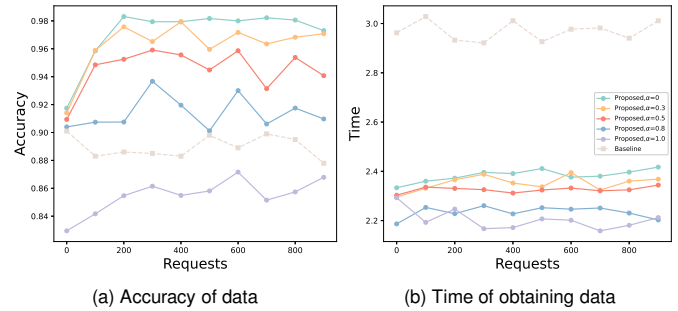 0.98
0.96
0.94
0.92
0.90
0.88
0.86
0.84
Accuracy
0 200 400 600 800
Requests
(a) Accuracy of data
3.0
2.8
2.6
2.4
2.2
Time
Proposed,α=0
Proposed,α=0.3
Proposed,α=0.5
Proposed,α=0.8
Proposed,α=1.0
Baseline
0 200 400 600 800
Requests
(b) Time of obtaining data